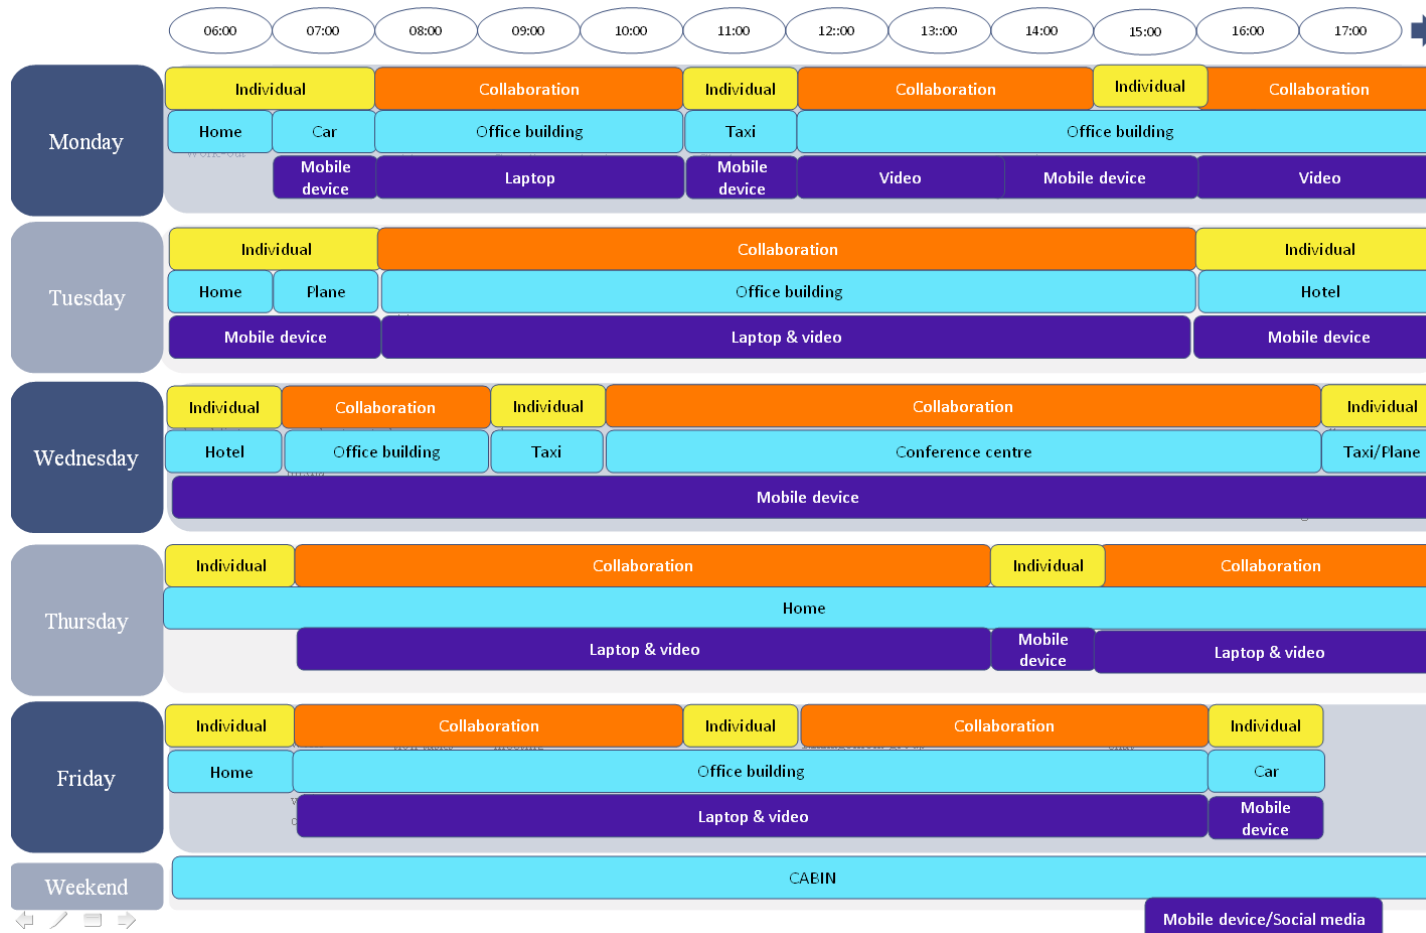 06:00 07:00 08:00 09:00 10:00 11:00 12::00 13::00 14:00 15:00 16:00 17:00
Monday
Individual Collaboration Individual Collaboration Individual Collaboration
Home Car Office building Taxi Office building
Mobile device Laptop Mobile device Video Mobile device Video
Tuesday
Individual Collaboration Individual
Home Plane Office building Hotel
Mobile device Laptop & video Mobile device
Wednesday
Individual Collaboration Individual Collaboration Individual
Hotel Office building Taxi Conference centre Taxi/Plane
Mobile device
Thursday
Individual Collaboration Individual Collaboration
Home
Laptop & video Mobile device Laptop & video
Friday
Individual Collaboration Individual Collaboration Individual
Home Office building Car
Laptop & video Mobile device
Weekend
CABIN
Mobile device/Social media